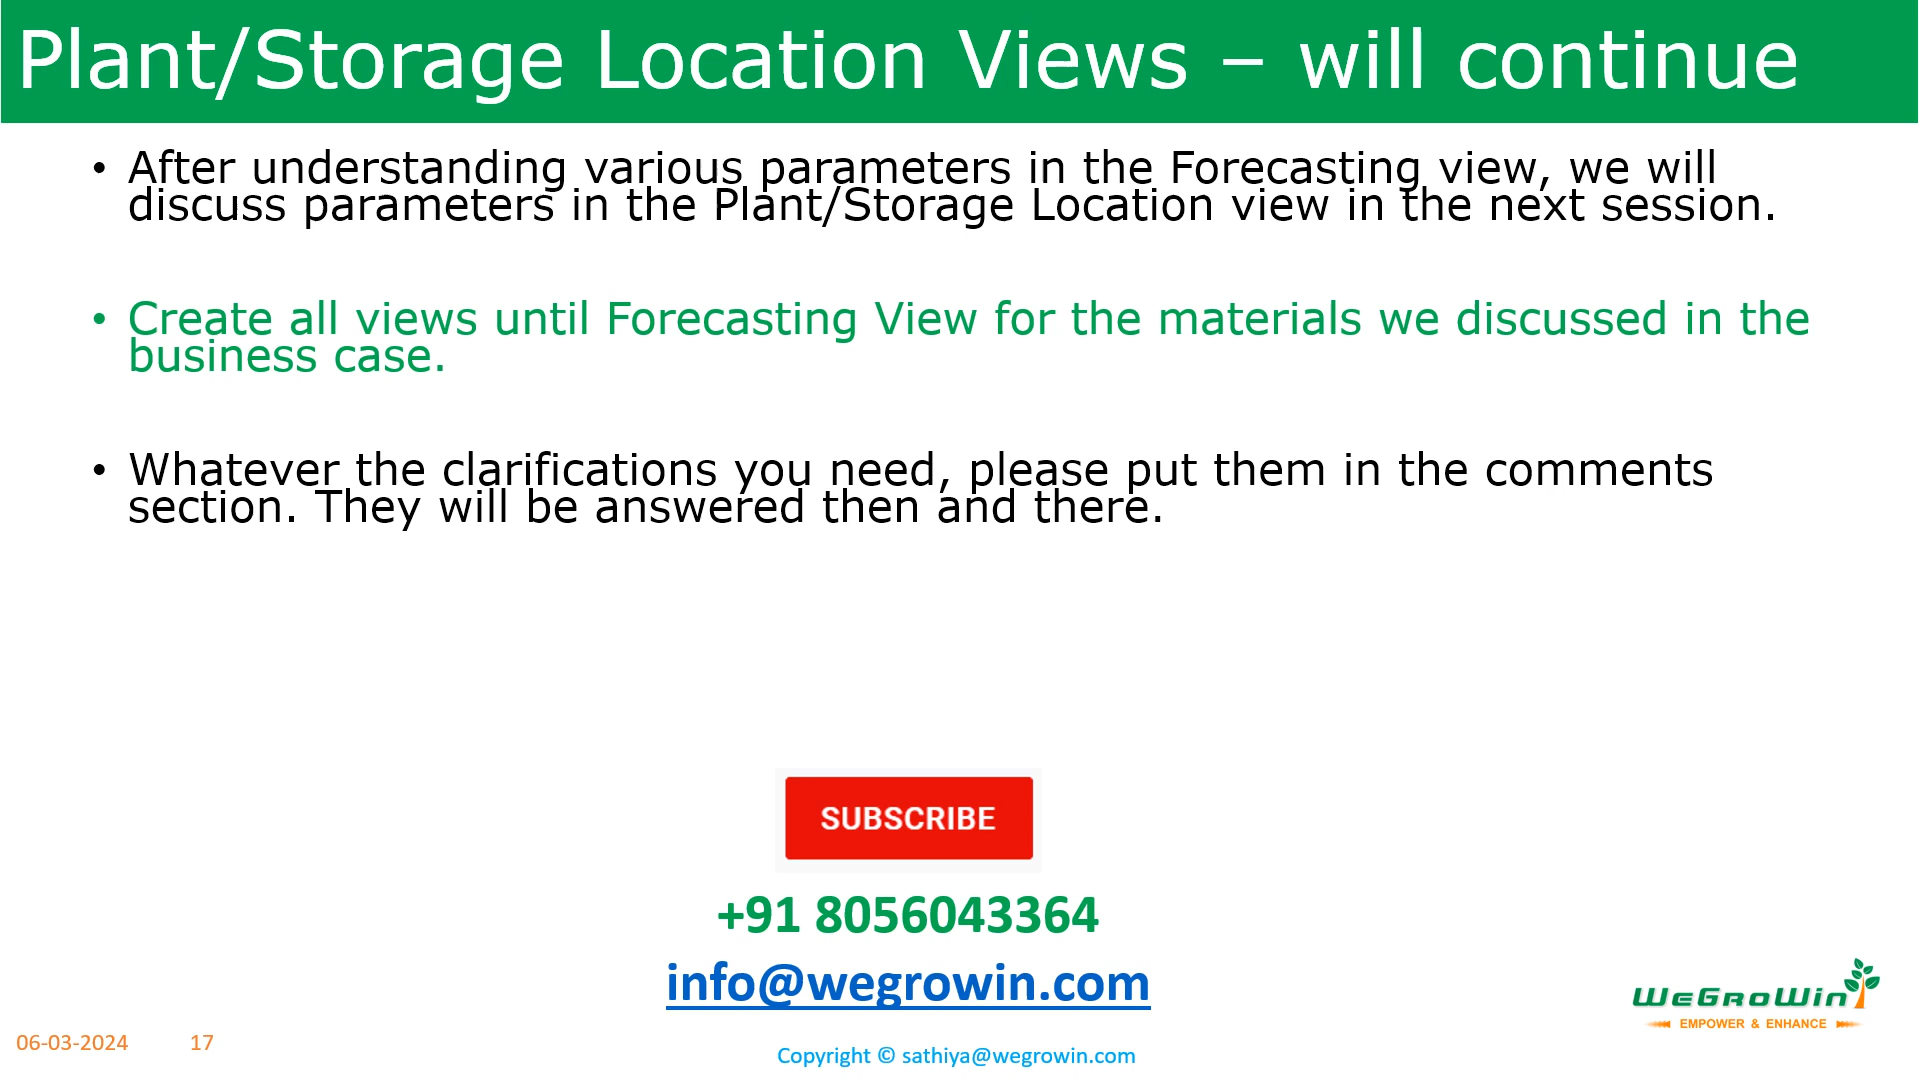 Plant/Storage Location Views – will continue
• After understanding various parameters in the Forecasting view, we will
discuss parameters in the Plant/Storage Location view in the next session.
• Create all views until Forecasting View for the materials we discussed in the
business case.
• Whatever the clarifications you need, please put them in the comments
section. They will be answered then and there.
SUBSCRIBE
+91 8056043364
info@wegrowin.com
WeGroWin
EMPOWER & ENHANCE
06-03-2024 17
Copyright © sathiya@wegrowin.com